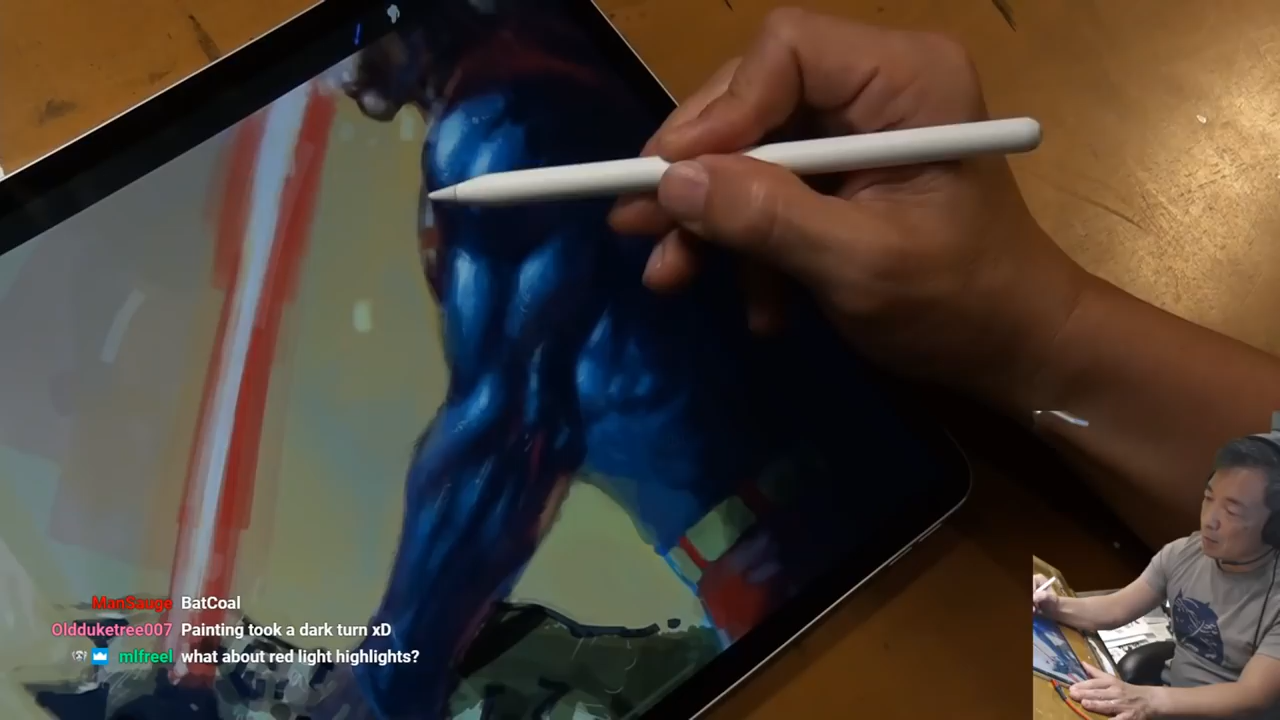 ManSauge BatCoal
Oldduketree007 Painting took a dark turn xD
mlfreel what about red light highlights?